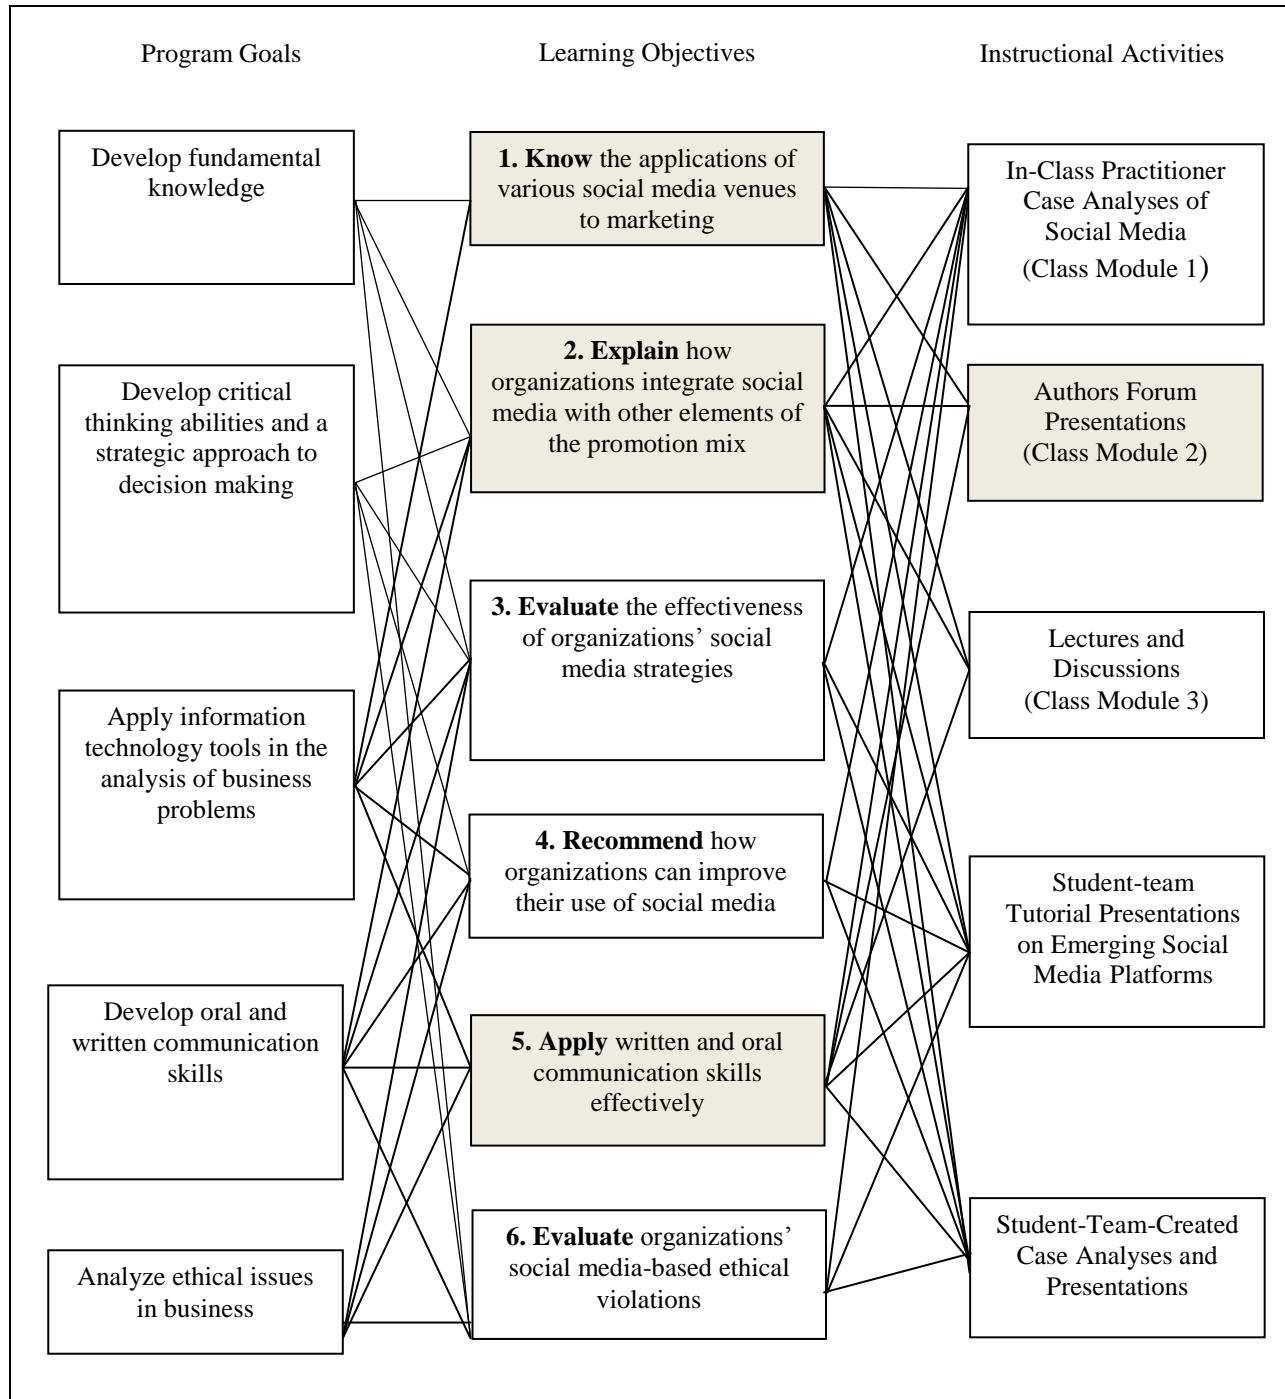 Program Goals
Learning Objectives
Instructional Activities
Develop fundamental
knowledge
Develop critical
thinking abilities and a
strategic approach to
decision making
Apply information
technology tools in the
analysis of business
problems
Develop oral and
written communication
skills
Analyze ethical issues
in business
1. Know the applications of
various social media venues
to marketing
2. Explain how
organizations integrate social
media with other elements of
the promotion mix
3. Evaluate the effectiveness
of organizations’ social
media strategies
4. Recommend how
organizations can improve
their use of social media
5. Apply written and oral
communication skills
effectively
6. Evaluate organizations’
social media-based ethical
violations
In-Class Practitioner
Case Analyses of
Social Media
(Class Module 1)
Authors Forum
Presentations
(Class Module 2)
Lectures and
Discussions
(Class Module 3)
Student-team
Tutorial Presentations
on Emerging Social
Media Platforms
Student-Team-Created
Case Analyses and
Presentations